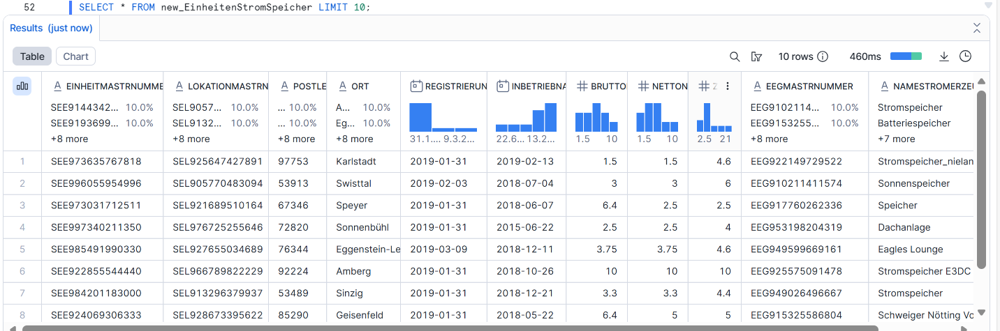 52 SELECT * FROM new_EinheitenStromSpeicher LIMIT 10;
Results (just now)
Table Chart 10 rows 460ms
EINHEITMASTRNUMME LOKATIONMASTRN POSTLE ORT REGISTRIERUN INBETRIEBNA BRUTTO NETTON Z EEGMASTRNUMMER NAMESTROMERZEU
SEE9144342... 10.0% SEL9057... 10.0% ... 10.0% A... 10.0% EEG9102114... 10.0% Stromspeicher
SEE9193699... 10.0% SEL9132... 10.0% ... 10.0% Eg... 10.0% EEG9153255... 10.0% Batteriespeicher
+8 more +8 more +8 more +8 more 31.1.... 9.3.2... 22.6... 13.2... 1.5 10 1.5 10 2.5 21 +8 more +7 more
1 SEE973635767818 SEL925647427891 97753 Karlstadt 2019-01-31 2019-02-13 1.5 1.5 4.6 EEG922149729522 Stromspeicher_nielan
2 SEE996055954996 SEL905770483094 53913 Swisttal 2019-02-03 2018-07-04 3 3 6 EEG910211411574 Sonnenspeicher
3 SEE973031712511 SEL921689510164 67346 Speyer 2019-01-31 2018-06-07 6.4 2.5 2.5 EEG917760262336 Speicher
4 SEE997340211350 SEL976725255646 72820 Sonnenbühl 2019-01-31 2015-06-22 2.5 2.5 4 EEG953198204319 Dachanlage
5 SEE985491990330 SEL927655034689 76344 Eggenstein-Le 2019-03-09 2018-12-11 3.75 3.75 4.6 EEG949599669161 Eagles Lounge
6 SEE922855544440 SEL966789822229 92224 Amberg 2019-01-31 2018-10-26 10 10 10 EEG925575091478 Stromspeicher E3DC
7 SEE984201183000 SEL913296379937 53489 Sinzig 2019-01-31 2018-12-21 3.3 3.3 4.4 EEG949026496667 Stromspeicher
8 SEE924069306333 SEL928673395622 85290 Geisenfeld 2019-01-31 2018-05-22 6.4 5 5 EEG915325586804 Schweiger Nötting Vo